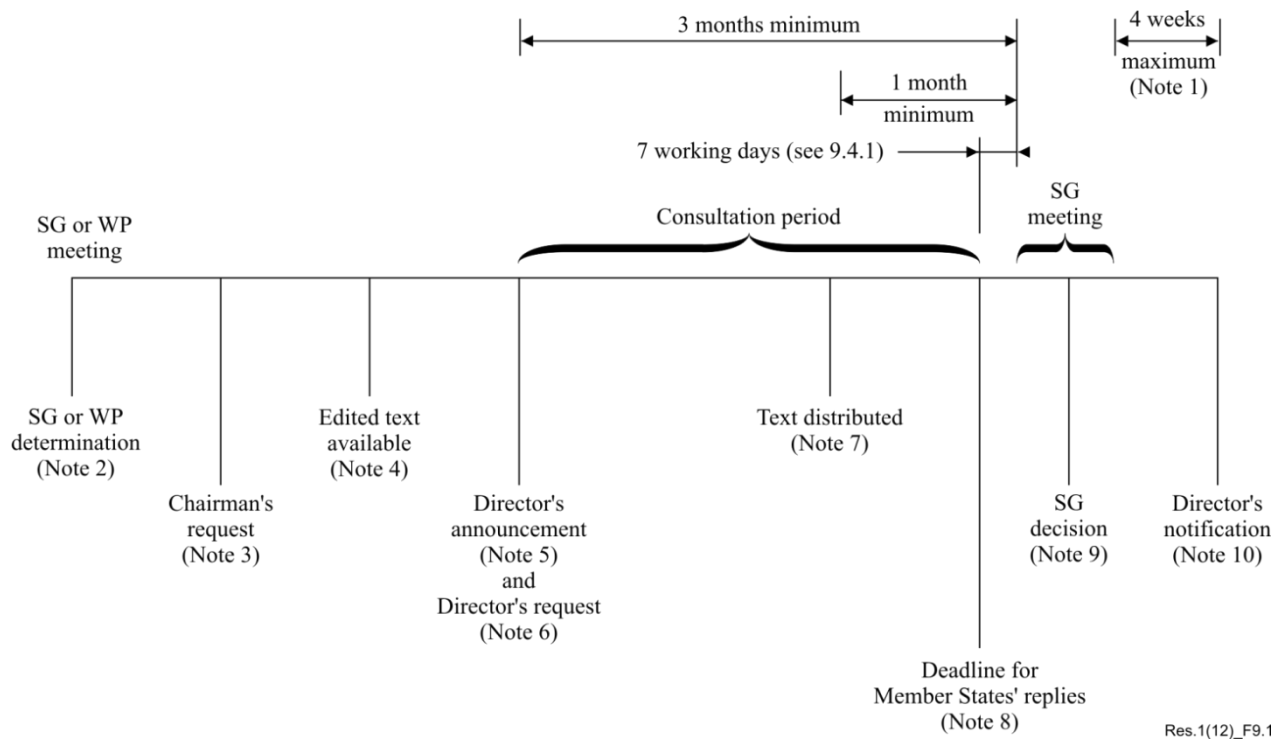 3 months minimum
4 weeks
maximum
(Note 1)
1 month
minimum
7 working days (see 9.4.1)
SG or WP
meeting
Consultation period
SG
meeting
SG or WP
determination
(Note 2)
Chairman's
request
(Note 3)
Edited text
available
(Note 4)
Director's
announcement
(Note 5)
and
Director's request
(Note 6)
Text distributed
(Note 7)
Deadline for
Member States' replies
(Note 8)
SG
decision
(Note 9)
Director's
notification
(Note 10)
Res.1(12)_F9.1